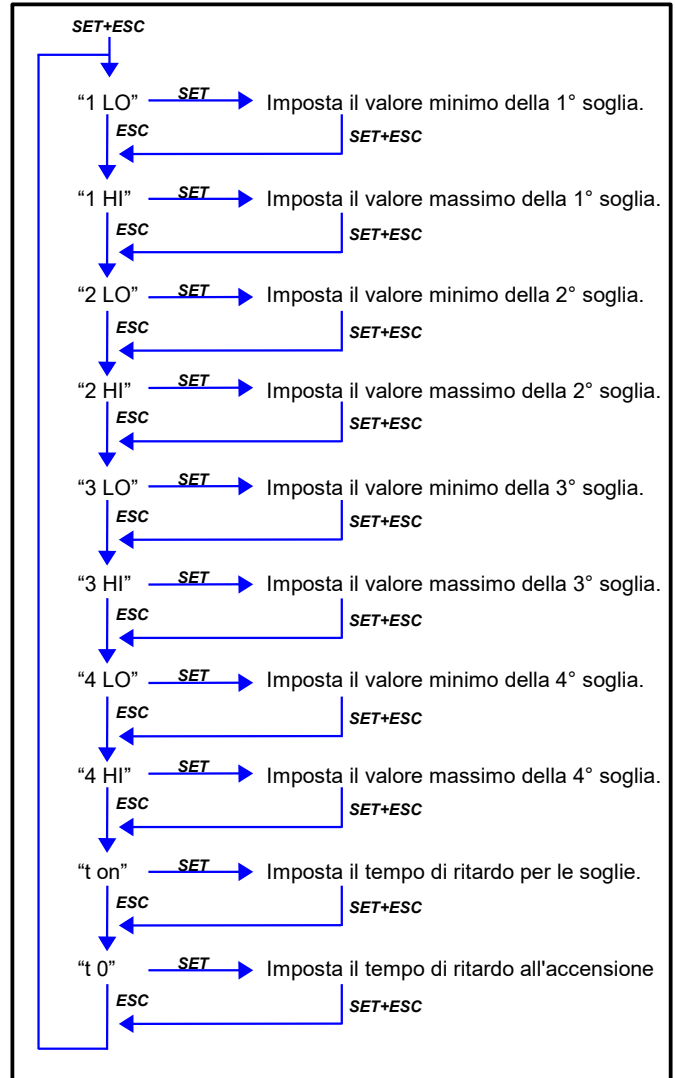 SET+ESC
“1 LO” SET Imposta il valore minimo della 1° soglia.
ESC SET+ESC
“1 HI” SET Imposta il valore massimo della 1° soglia.
ESC SET+ESC
“2 LO” SET Imposta il valore minimo della 2° soglia.
ESC SET+ESC
“2 HI” SET Imposta il valore massimo della 2° soglia.
ESC SET+ESC
“3 LO” SET Imposta il valore minimo della 3° soglia.
ESC SET+ESC
“3 HI” SET Imposta il valore massimo della 3° soglia.
ESC SET+ESC
“4 LO” SET Imposta il valore minimo della 4° soglia.
ESC SET+ESC
“4 HI” SET Imposta il valore massimo della 4° soglia.
ESC SET+ESC
“t on” SET Imposta il tempo di ritardo per le soglie.
ESC SET+ESC
“t 0” SET Imposta il tempo di ritardo all'accensione
ESC SET+ESC